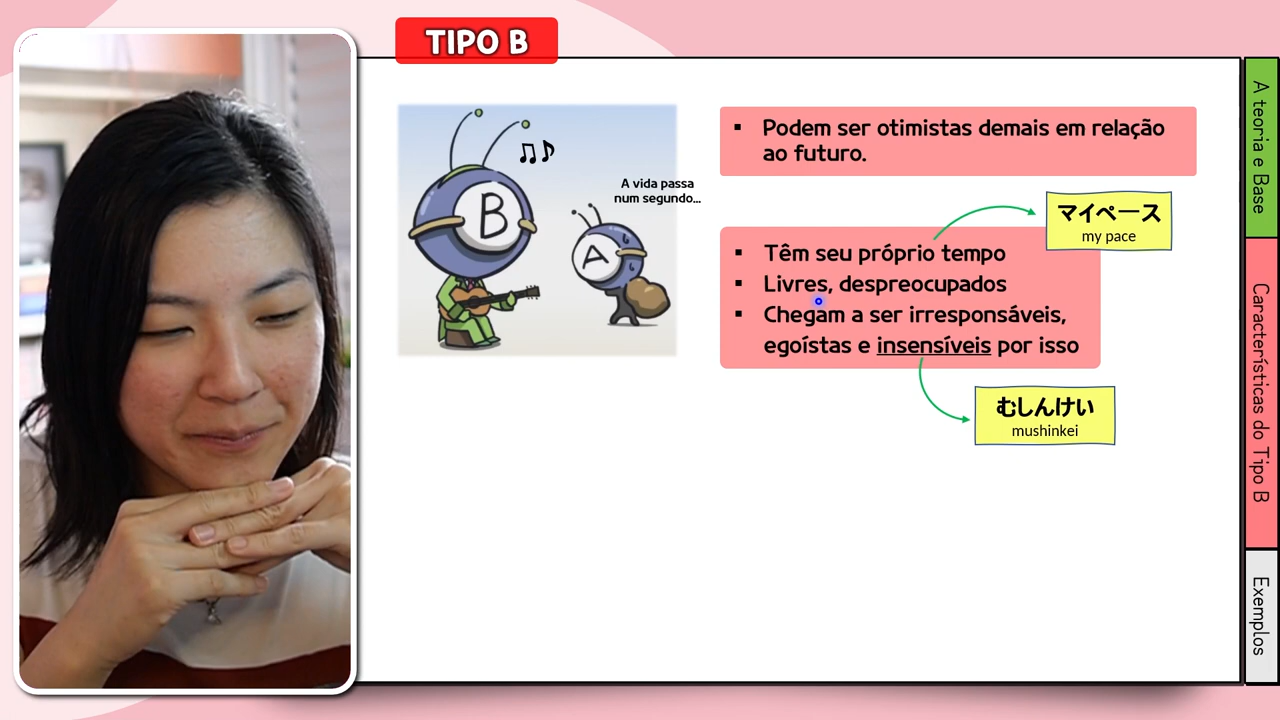 TIPO B
B
A
A vida passa
num segundo...
▪ Podem ser otimistas demais em relação
ao futuro.
マイペース
my pace
▪ Têm seu próprio tempo
▪ Livres, despreocupados
▪ Chegam a ser irresponsáveis,
egoístas e insensíveis por isso
むしんけい
mushinkei
A teoria e Base
Características do Tipo B
Exemplos